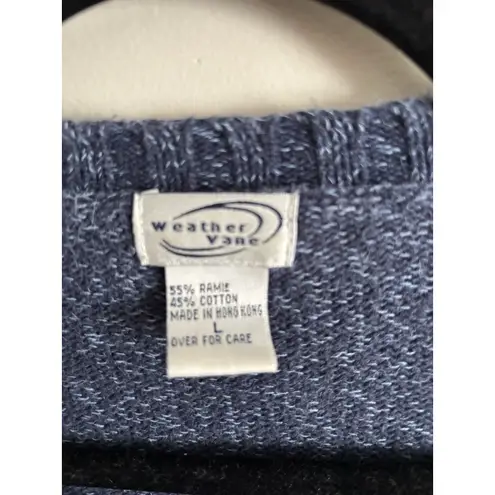 Weather
Vane
55% RAMIE
45% COTTON
MADE IN HONG KONG
L
OVER FOR CARE